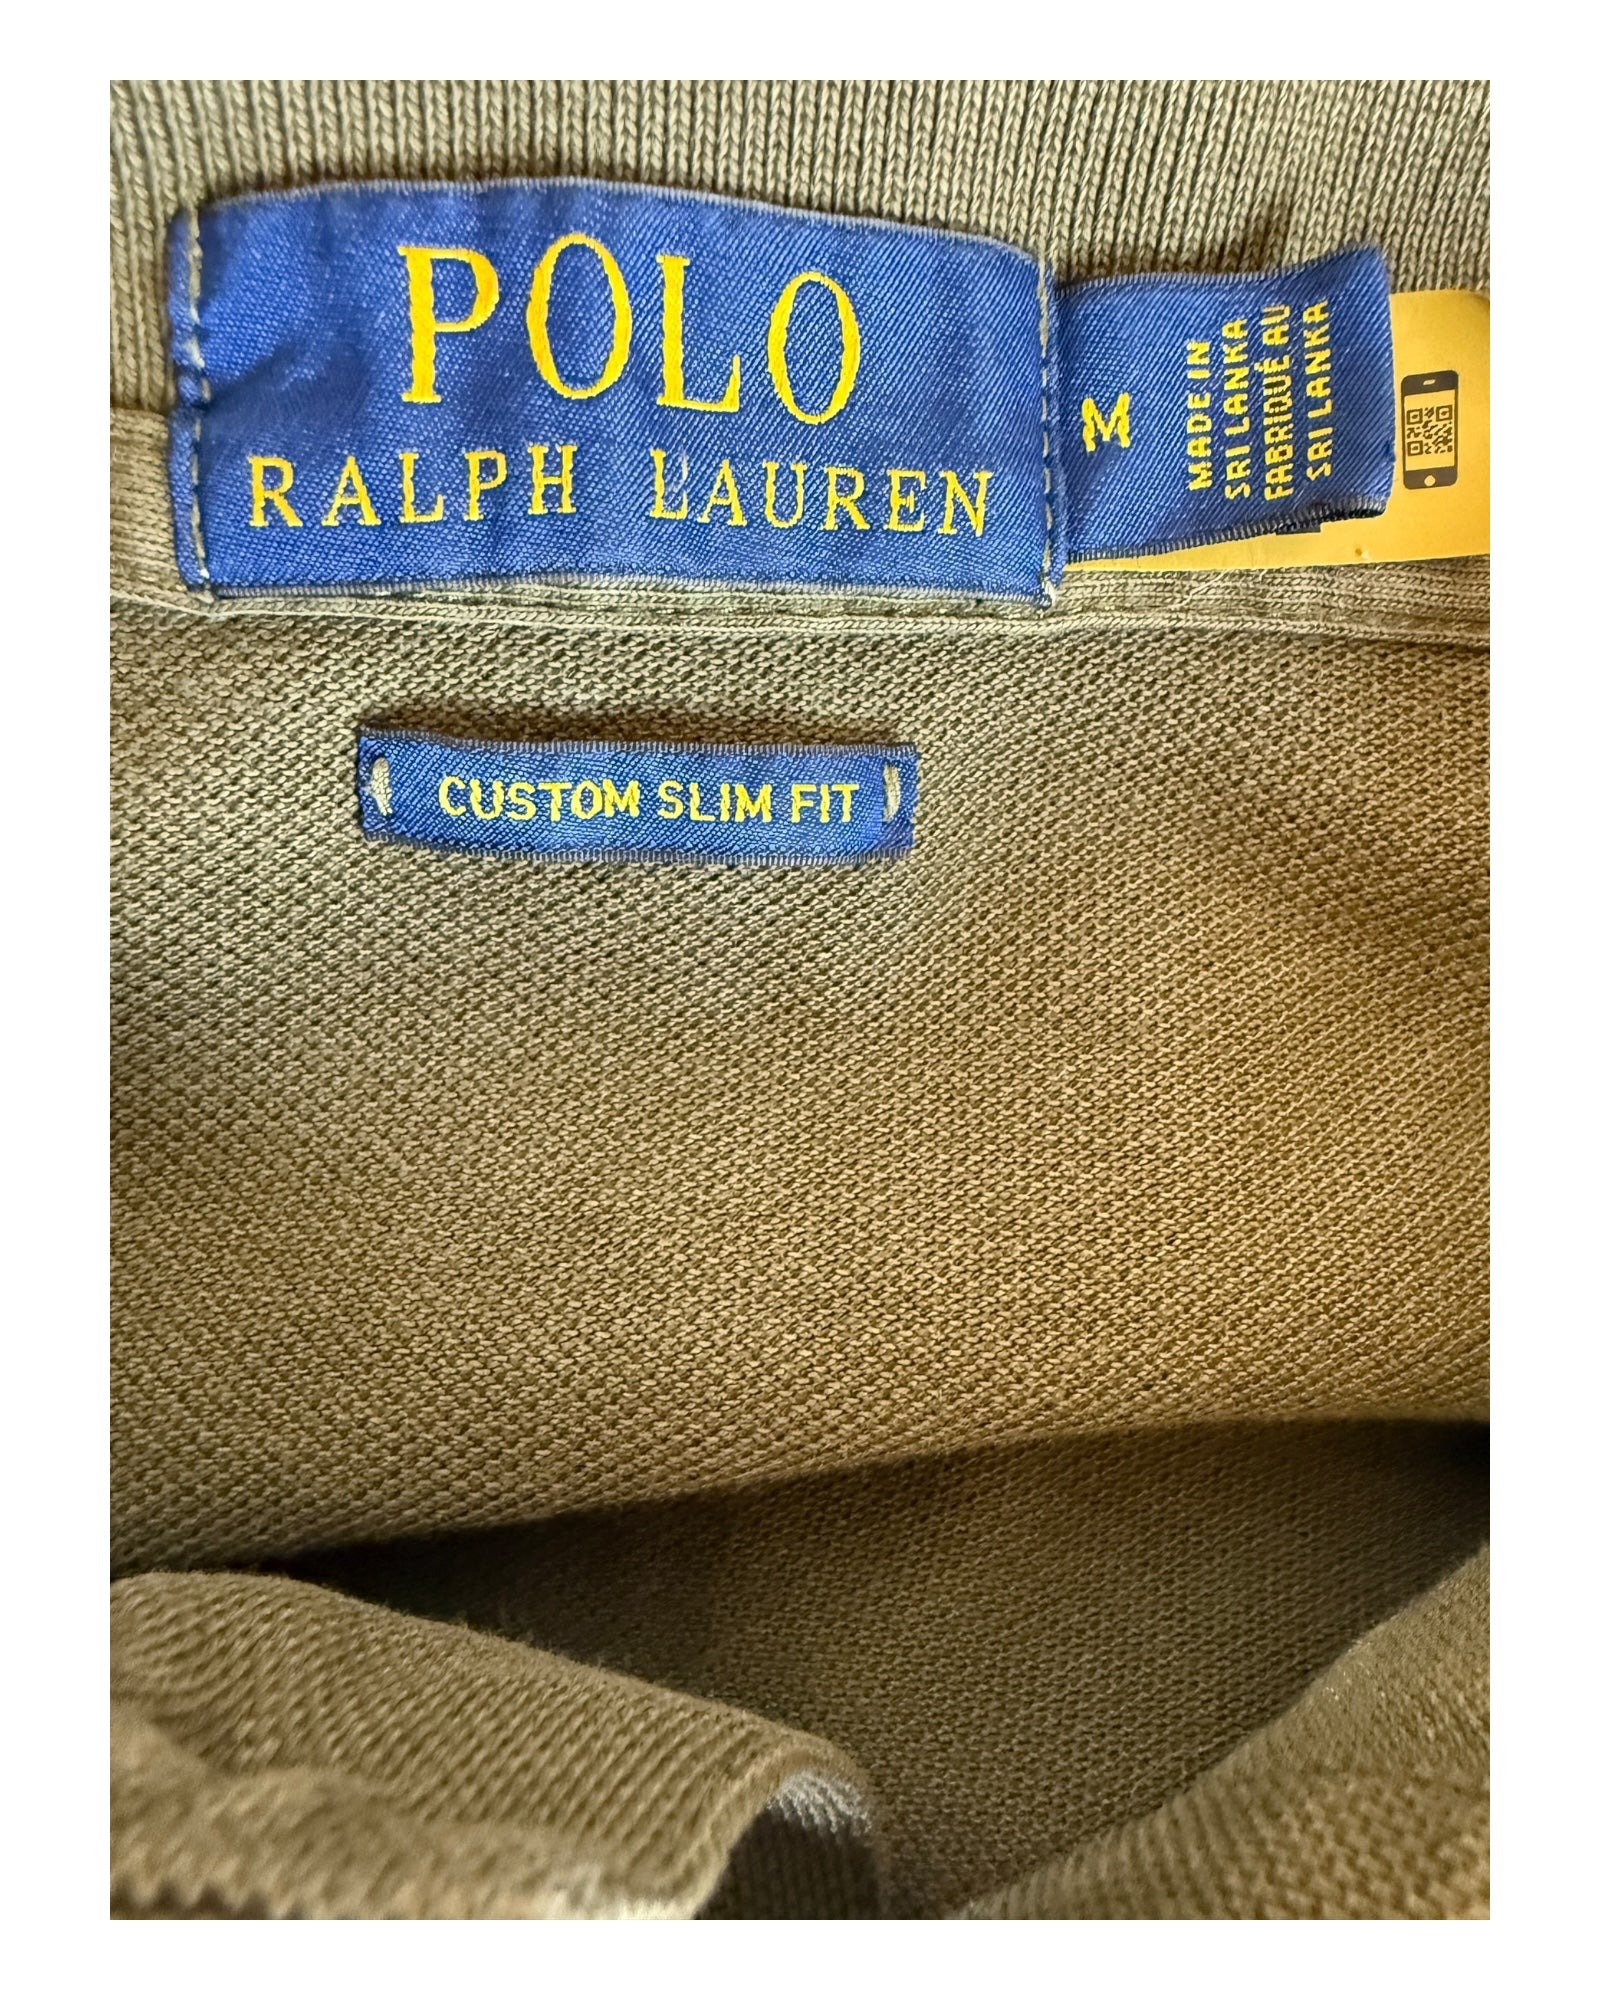 POLO
RALPH LAUREN
M
MADE IN
SRI LANKA
FABRIQUÉ AU
SRI LANKA
CUSTOM SLIM FIT